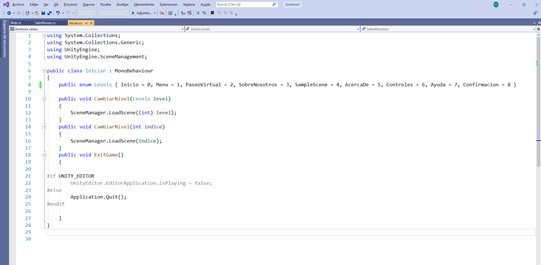 Archivo Editar Ver Git Proyecto Depurar Prueba Analizar Herramientas Extensiones Ventana Ayuda Buscar (Ctrl+Q)
Adjuntar...
Iniciar.cs
Archivos varios
1 using System.Collections;
2 using System.Collections.Generic;
3 using UnityEngine;
4 using UnityEngine.SceneManagement;
5
6 public class Iniciar : MonoBehaviour
7 {
8 public enum Levels { Inicio = 0, Menu = 1, PaseoVirtual = 2, SobreNosotros = 3, SampleScene = 4, AcercaDe = 5, Controles = 6, Ayuda = 7, Confirmacion = 8 }
9
10 public void CambiarNivel(Levels level)
11 {
12 SceneManager.LoadScene((int) level);
13 }
14 public void CambiarNivel(int indice)
15 {
16 SceneManager.LoadScene(indice);
17 }
18 public void ExitGame()
19 {
20
21 #if UNITY_EDITOR
22 UnityEditor.EditorApplication.isPlaying = false;
23 #else
24 Application.Quit();
25 #endif
26
27 }
28 }
29
30